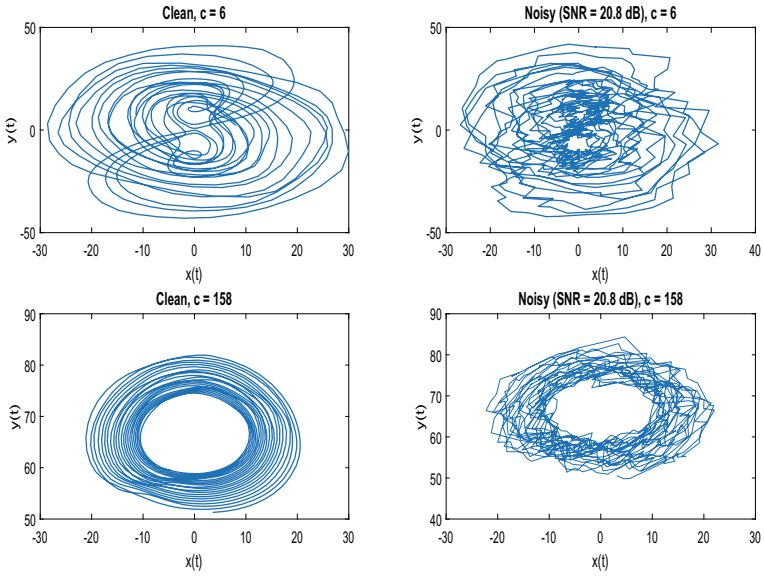 Clean, c = 6
50
0
-50
y(t)
-30 -20 -10 0 10 20 30
x(t)
Noisy (SNR = 20.8 dB), c = 6
50
0
-50
y(t)
-30 -20 -10 0 10 20 30 40
x(t)
Clean, c = 158
90
80
70
60
50
y(t)
-30 -20 -10 0 10 20 30
x(t)
Noisy (SNR = 20.8 dB), c = 158
90
80
70
60
50
40
y(t)
-30 -20 -10 0 10 20 30
x(t)